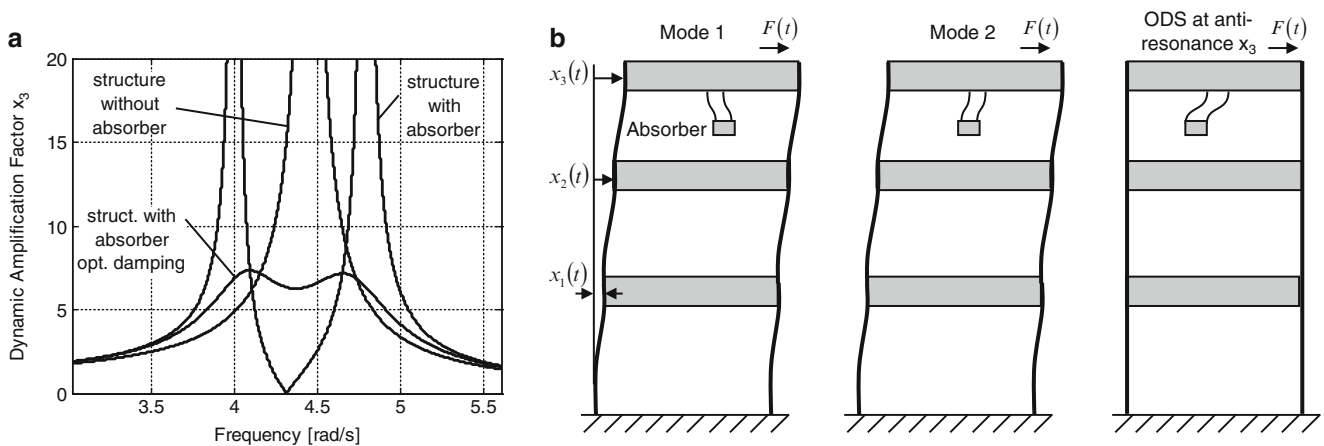 a
20
15
10
5
0
3.5
4
4.5
5
5.5
Dynamic Amplification Factor x₃
Frequency [rad/s]
structure
without
absorber
structure
with
absorber
struct. with
absorber
opt. damping
b
Mode 1
F(t)
Mode 2
F(t)
ODS at anti-
resonance x₃
F(t)
x₃(t)
Absorber
x₂(t)
x₁(t)